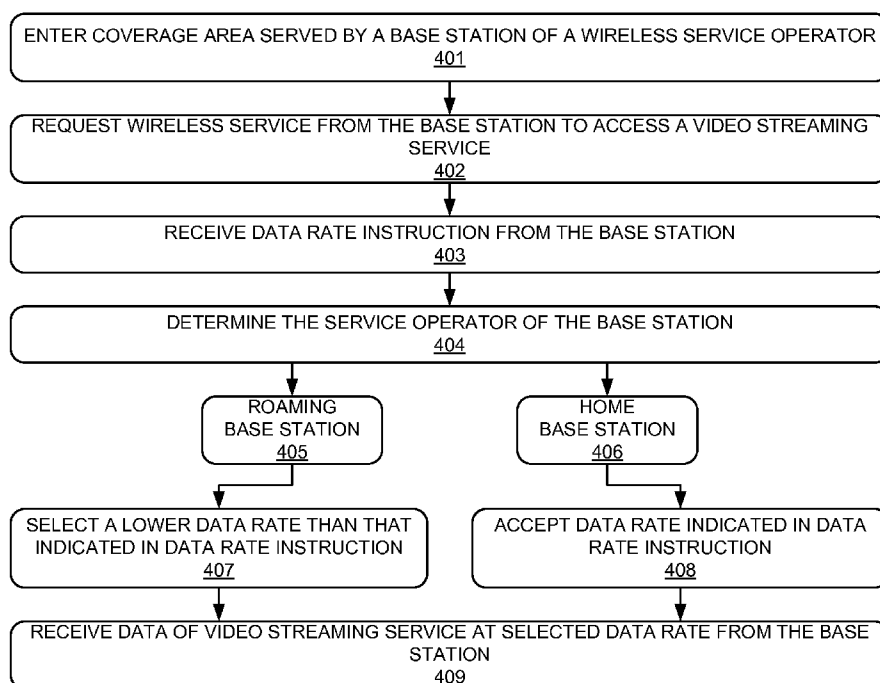 ENTER COVERAGE AREA SERVED BY A BASE STATION OF A WIRELESS SERVICE OPERATOR
401
REQUEST WIRELESS SERVICE FROM THE BASE STATION TO ACCESS A VIDEO STREAMING
SERVICE
402
RECEIVE DATA RATE INSTRUCTION FROM THE BASE STATION
403
DETERMINE THE SERVICE OPERATOR OF THE BASE STATION
404
ROAMING
BASE STATION
405
HOME
BASE STATION
406
SELECT A LOWER DATA RATE THAN THAT
INDICATED IN DATA RATE INSTRUCTION
407
ACCEPT DATA RATE INDICATED IN DATA
RATE INSTRUCTION
408
RECEIVE DATA OF VIDEO STREAMING SERVICE AT SELECTED DATA RATE FROM THE BASE
STATION
409